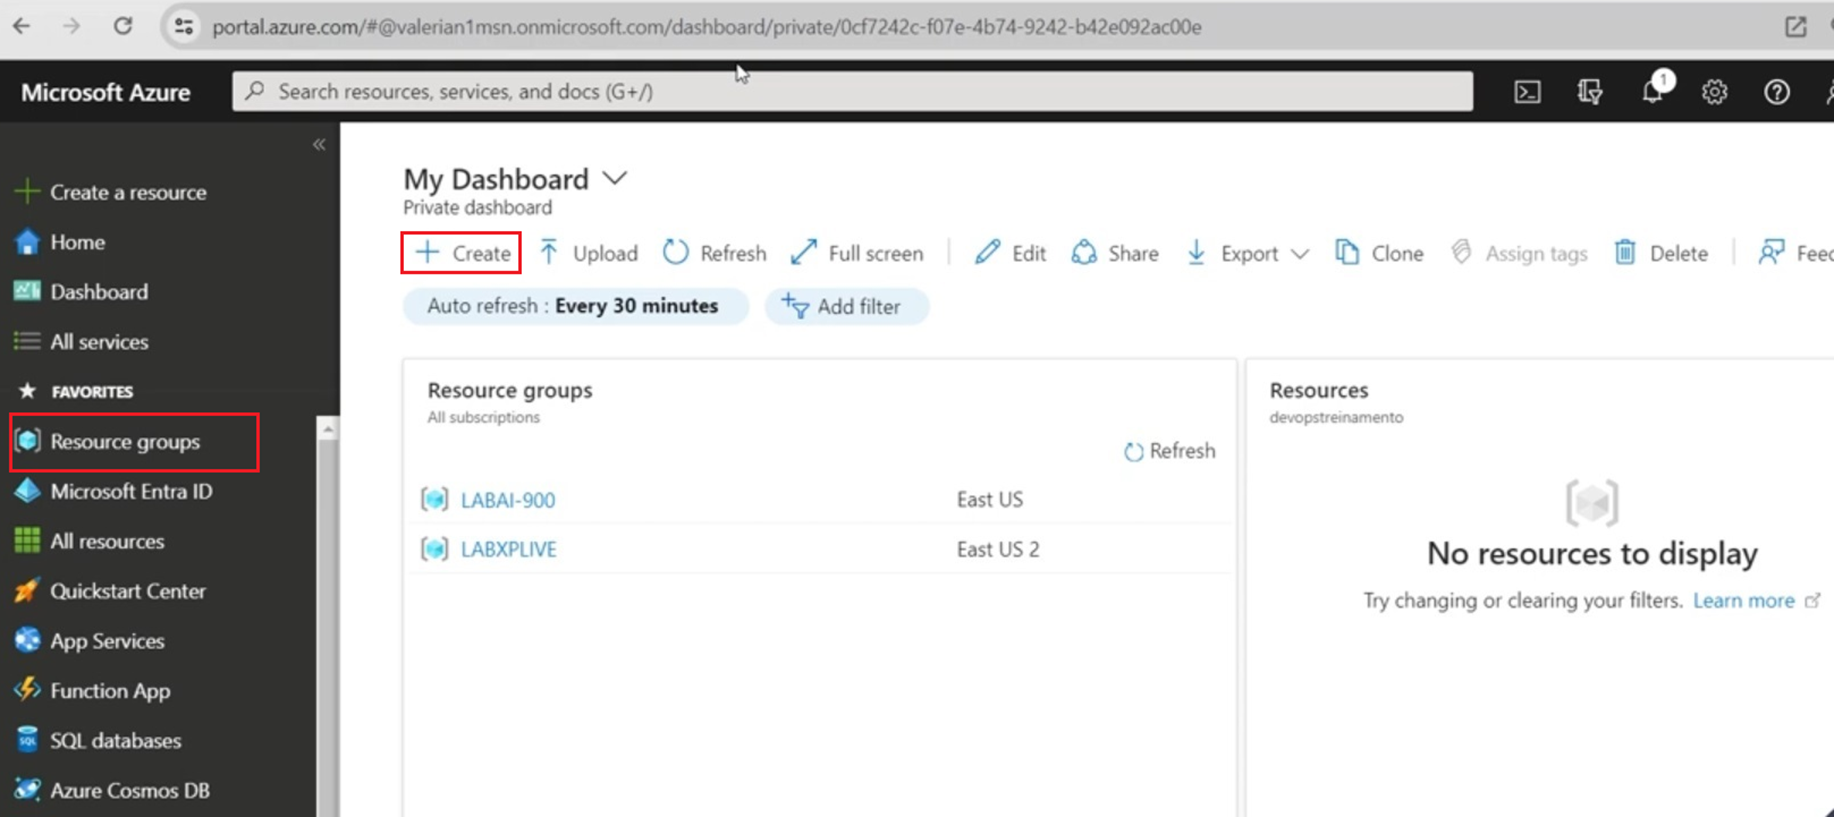 portal.azure.com/#@valerian1msn.onmicrosoft.com/dashboard/private/0cf7242c-f07e-4b74-9242-b42e092ac00e
Microsoft Azure
Search resources, services, and docs (G+/)
1
Create a resource
Home
Dashboard
All services
FAVORITES
Resource groups
Microsoft Entra ID
All resources
Quickstart Center
App Services
Function App
SQL databases
Azure Cosmos DB
My Dashboard
Private dashboard
Create Upload Refresh Full screen Edit Share Export Clone Assign tags Delete
Auto refresh : Every 30 minutes Add filter
Resource groups
All subscriptions
Refresh
LABAI-900 East US
LABXPLIVE East US 2
Resources
devopstreinamento
No resources to display
Try changing or clearing your filters. Learn more